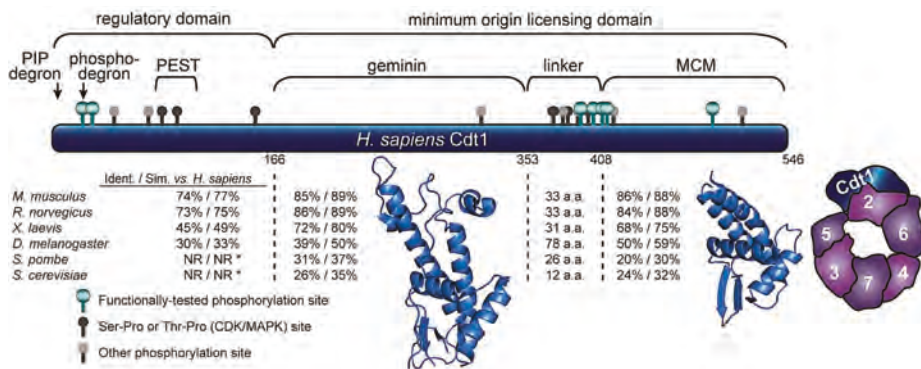 regulatory domain
minimum origin licensing domain
PIP degron
phospho-degron
PEST
geminin
linker
MCM
H. sapiens Cdt1
166
353
408
546
Ident. / Sim. vs. H. sapiens
M. musculus 74% / 77% 85% / 89% 33 a.a. 86% / 88%
R. norvegicus 73% / 75% 86% / 89% 33 a.a. 84% / 88%
X. laevis 45% / 49% 72% / 80% 31 a.a. 68% / 75%
D. melanogaster 30% / 33% 39% / 50% 78 a.a. 50% / 59%
S. pombe NR / NR * 31% / 37% 26 a.a. 20% / 30%
S. cerevisiae NR / NR * 26% / 35% 12 a.a. 24% / 32%
Functionally-tested phosphorylation site
Ser-Pro or Thr-Pro (CDK/MAPK) site
Other phosphorylation site
Cdt1
2
5
6
3
7
4